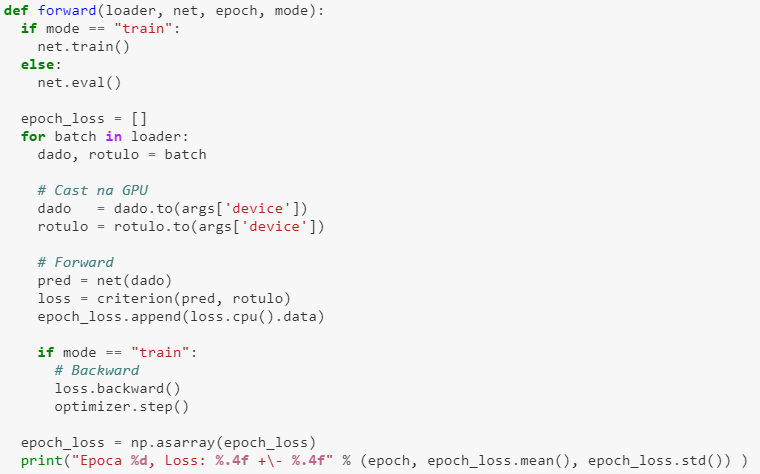 def forward(loader, net, epoch, mode):
  if mode == "train":
    net.train()
  else:
    net.eval()

  epoch_loss = []
  for batch in loader:
    dado, rotulo = batch

    # Cast na GPU
    dado   = dado.to(args['device'])
    rotulo = rotulo.to(args['device'])

    # Forward
    pred = net(dado)
    loss = criterion(pred, rotulo)
    epoch_loss.append(loss.cpu().data)

    if mode == "train":
      # Backward
      loss.backward()
      optimizer.step()

  epoch_loss = np.asarray(epoch_loss)
  print("Epoca %d, Loss: %.4f +\- %.4f" % (epoch, epoch_loss.mean(), epoch_loss.std()) )